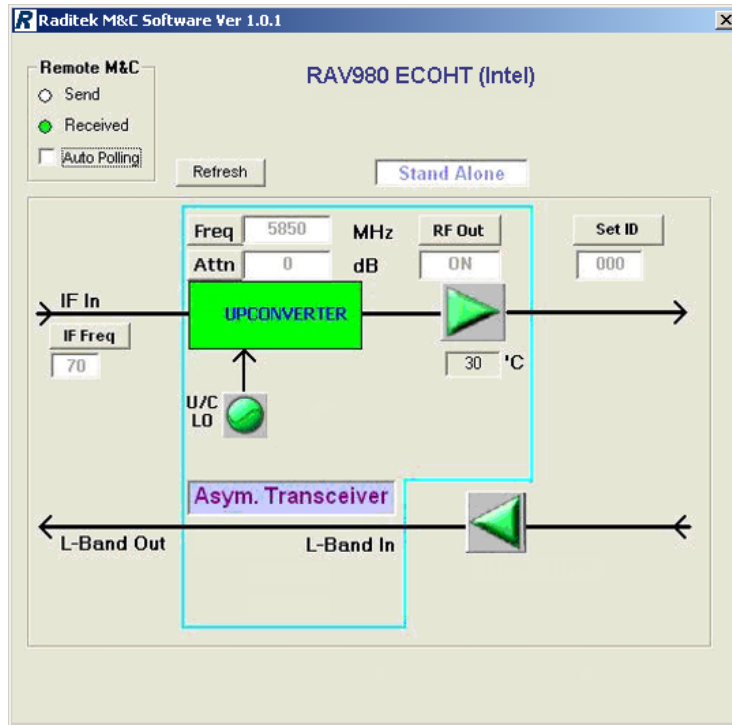 R Raditek M&C Software Ver 1.0.1
Remote M&C
Send
Received
Auto Polling
RAV980 ECOHT (Intel)
Refresh
Stand Alone
Freq 5850 MHz RF Out Set ID
Attn 0 dB ON 000
IF In
UPCONVERTER
IF Freq
70
30 'C
U/C
LO
Asym. Transceiver
L-Band Out L-Band In